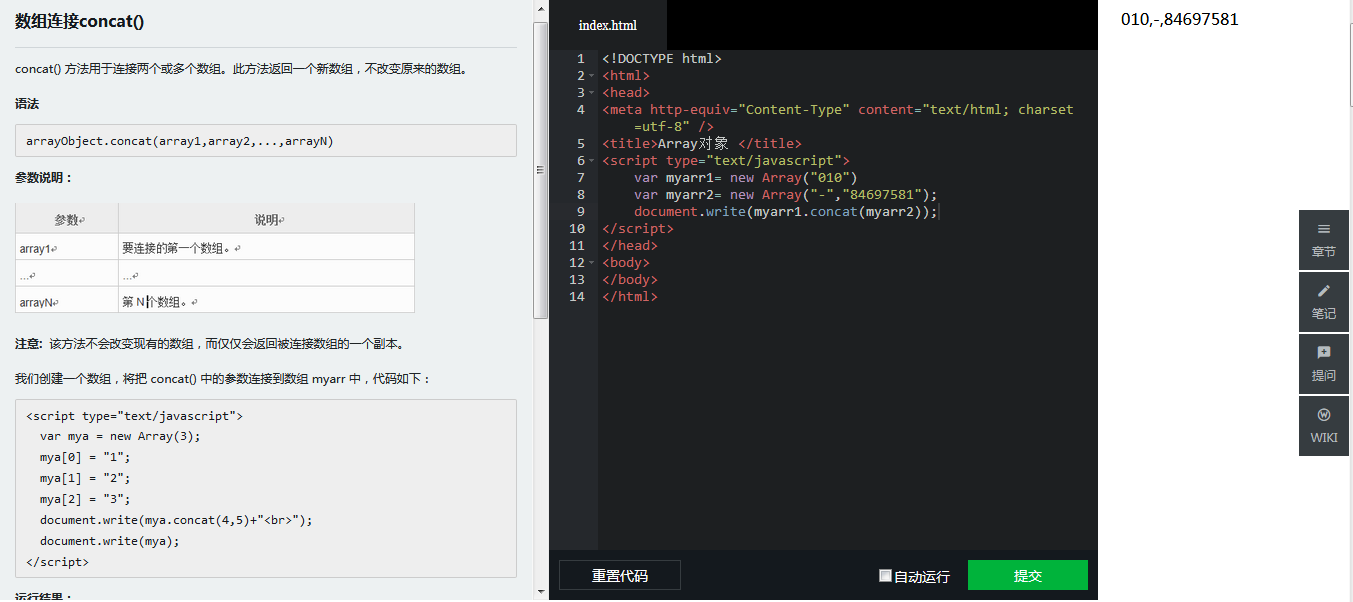 数组连接concat()
concat() 方法用于连接两个或多个数组。此方法返回一个新数组，不改变原来的数组。
语法
arrayObject.concat(array1,array2,...,arrayN)
参数说明：
参数 说明
array1 要连接的第一个数组。
... ...
arrayN 第 N 个数组。
注意: 该方法不会改变现有的数组，而仅仅会返回被连接数组的一个副本。
我们创建一个数组，将把 concat() 中的参数连接到数组 myarr 中，代码如下：
<script type="text/javascript">
var mya = new Array(3);
mya[0] = "1";
mya[1] = "2";
mya[2] = "3";
document.write(mya.concat(4,5)+"<br>");
document.write(mya);
</script>
运行结果：
index.html
1 <!DOCTYPE html>
2 <html>
3 <head>
4 <meta http-equiv="Content-Type" content="text/html; charset
=utf-8" />
5 <title>Array对象 </title>
6 <script type="text/javascript">
7 var myarr1= new Array("010")
8 var myarr2= new Array("-","84697581");
9 document.write(myarr1.concat(myarr2));
10 </script>
11 </head>
12 <body>
13 </body>
14 </html>
重置代码
自动运行
提交
010,-,84697581
章节
笔记
提问
WIKI